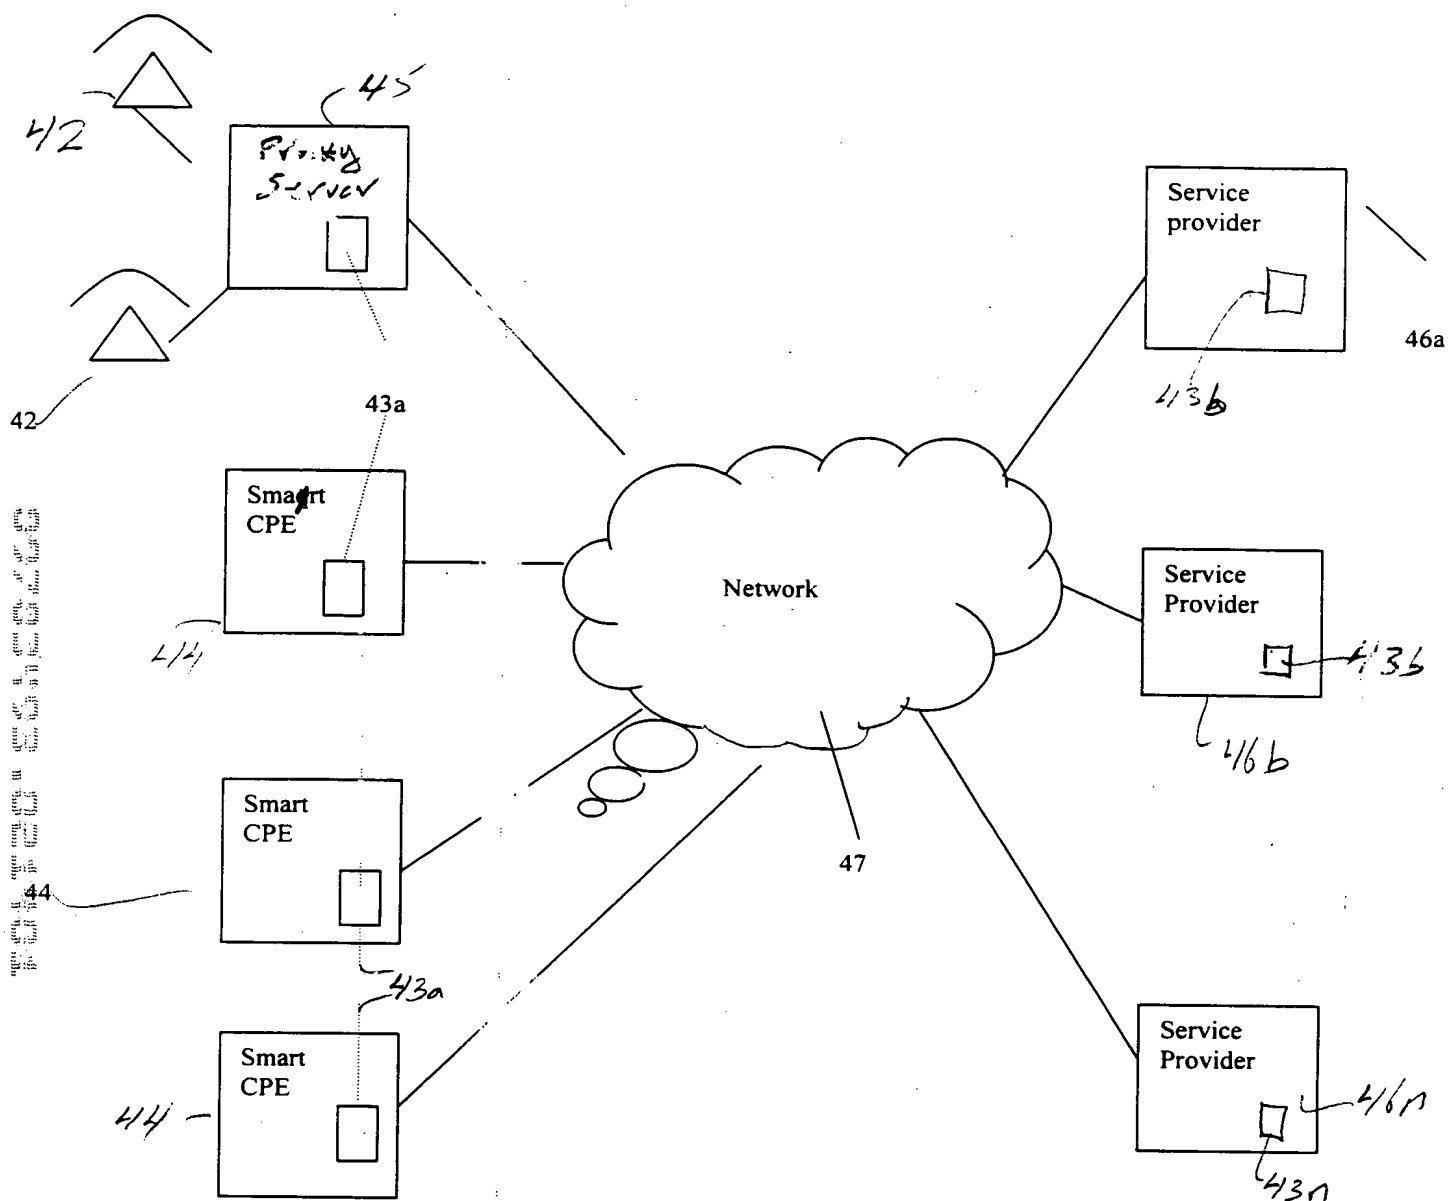 45
42
Proxy
Server
Service
provider
46a
43b
42
43a
Smart
CPE
Network
Service
Provider
44
43b
46b
Smart
CPE
47
44
43a
Smart
CPE
Service
Provider
44
46n
43n